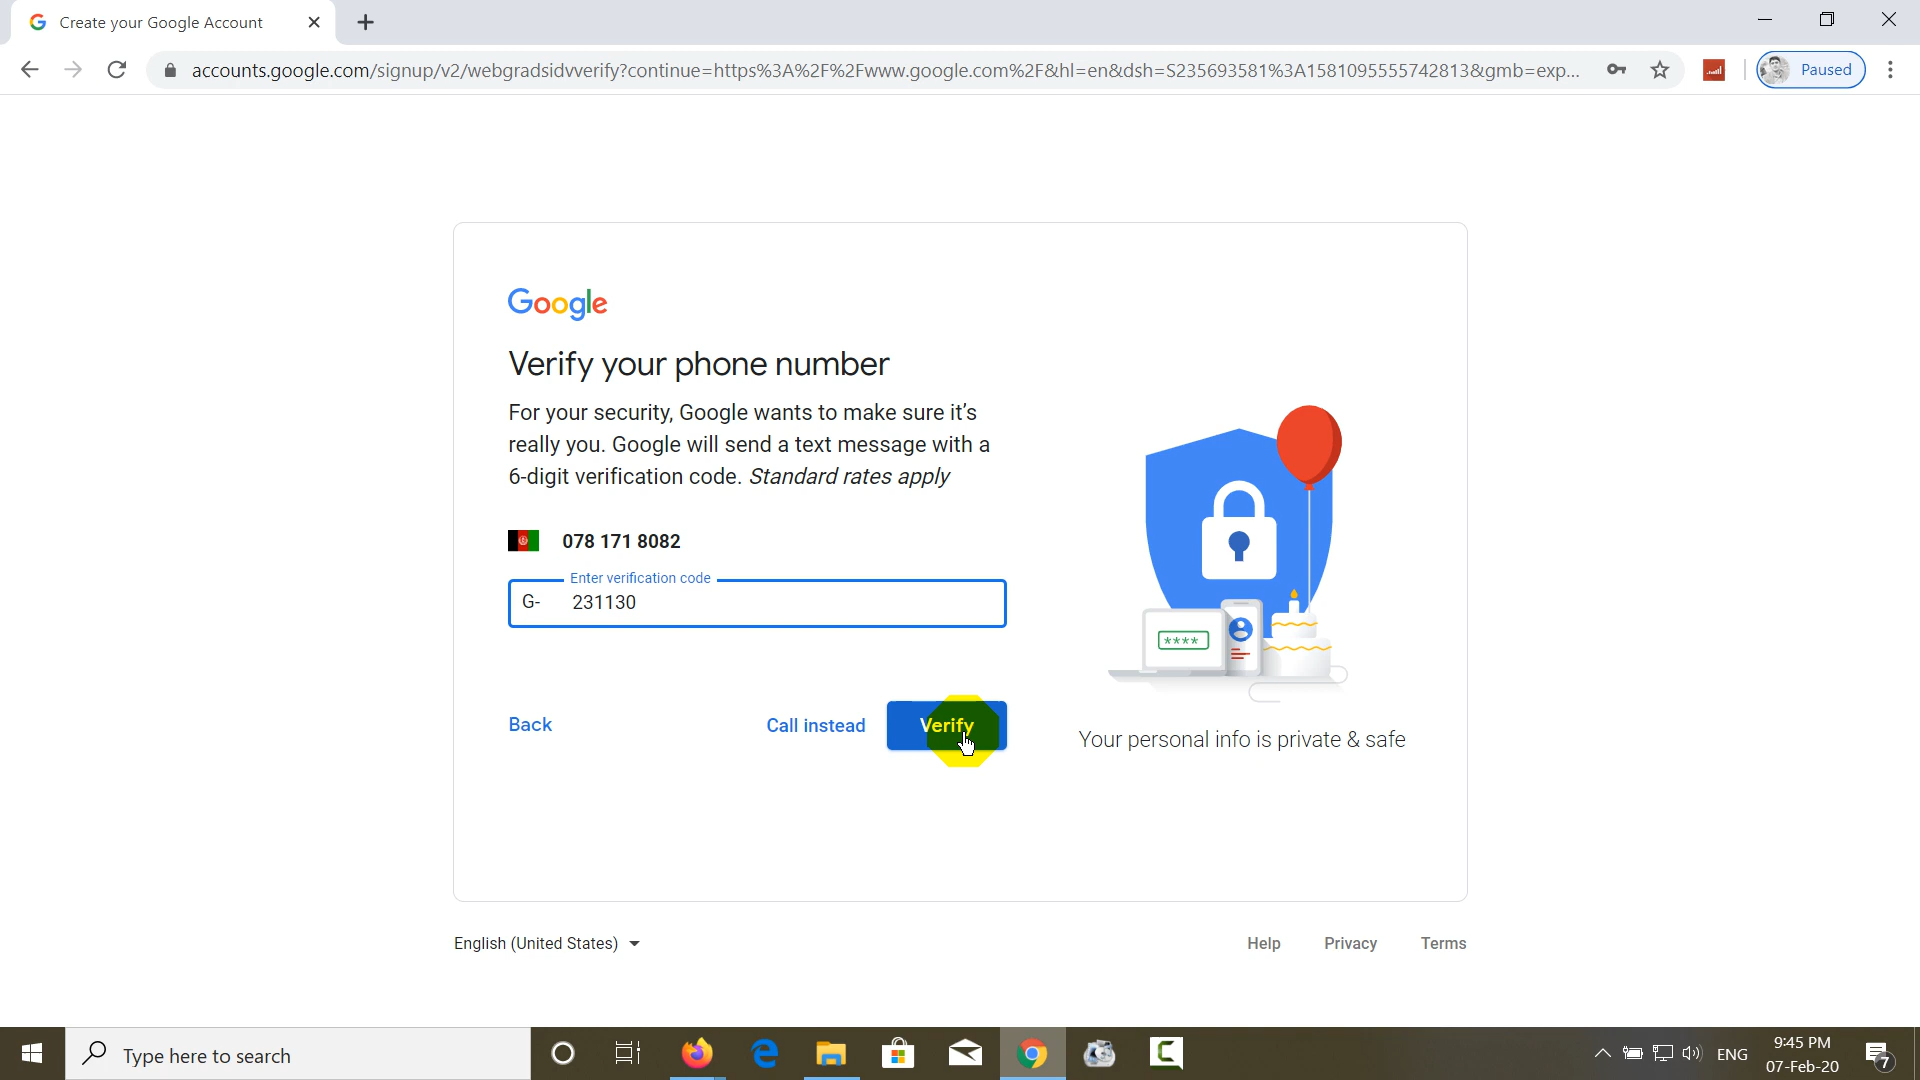 Create your Google Account
accounts.google.com/signup/v2/webgradsidvverify?continue=https%3A%2F%2Fwww.google.com%2F&hl=en&dsh=S235693581%3A1581095555742813&gmb=exp...
Paused
Google
Verify your phone number
For your security, Google wants to make sure it's
really you. Google will send a text message with a
6-digit verification code. Standard rates apply
078 171 8082
Enter verification code
G- 231130
****
Back Call instead Verify
Your personal info is private & safe
English (United States)
Help Privacy Terms
Type here to search
ENG
9:45 PM
07-Feb-20
7